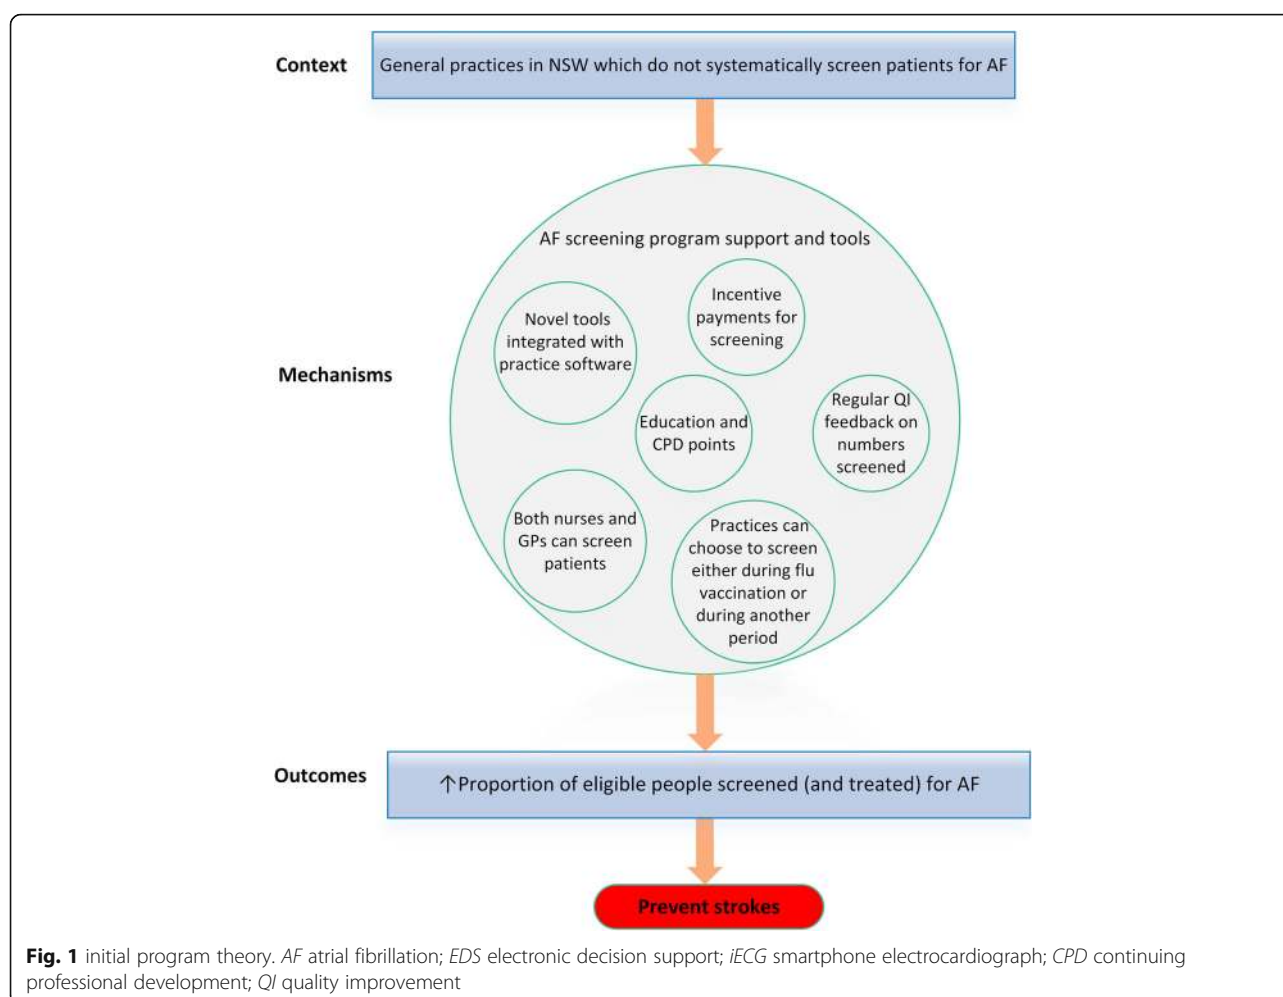 Context
General practices in NSW which do not systematically screen patients for AF
AF screening program support and tools
Incentive
payments for
screening
Novel tools
integrated with
practice software
Mechanisms
Education and
CPD points
Regular QI
feedback on
numbers
screened
Both nurses and
GPs can screen
patients
Practices can
choose to screen
either during flu
vaccination or
during another
period
Outcomes
↑Proportion of eligible people screened (and treated) for AF
Prevent strokes
Fig. 1 initial program theory. AF atrial fibrillation; EDS electronic decision support; iECG smartphone electrocardiograph; CPD continuing
professional development; QI quality improvement